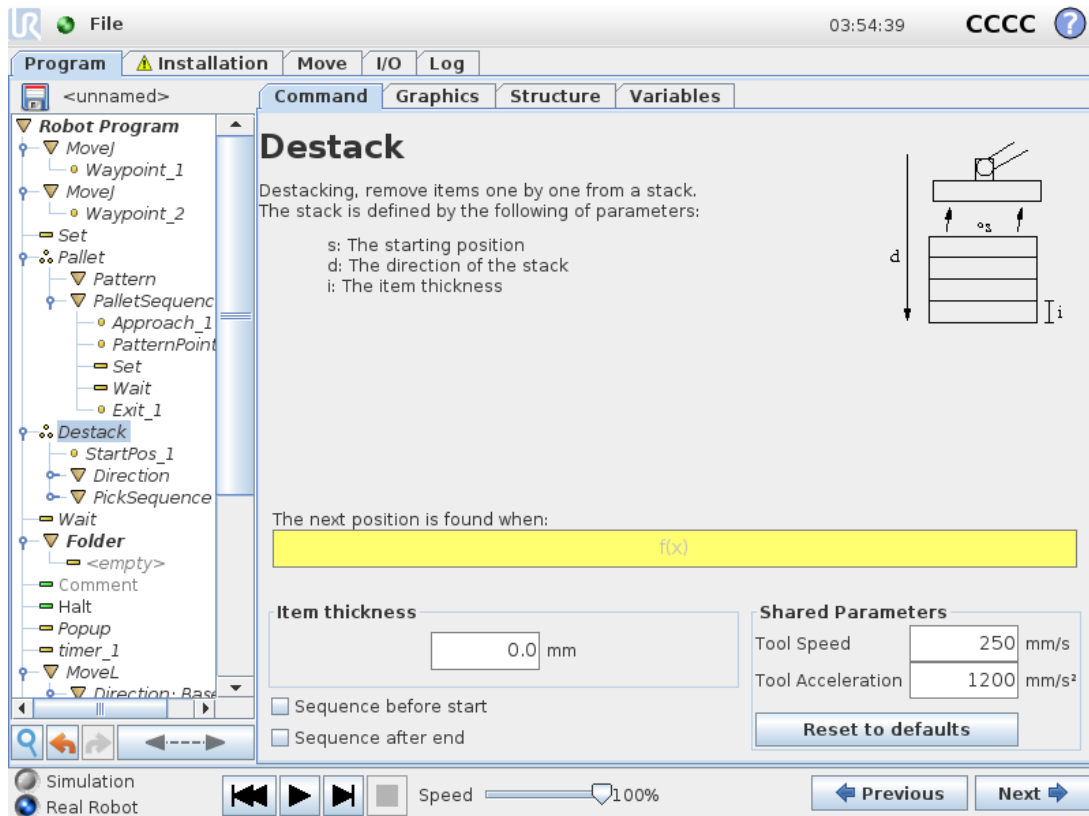 UR File 03:54:39 CCCC ?
Program Installation Move I/O Log
<unnamed>
Command Graphics Structure Variables
Robot Program
MoveJ
Waypoint_1
MoveJ
Waypoint_2
Set
Pallet
Pattern
PalletSequenc
Approach_1
PatternPoint
Set
Wait
Exit_1
Destack
StartPos_1
Direction
PickSequence
Wait
Folder
<empty>
Comment
Halt
Popup
timer_1
MoveL
Direction: Base
Destack
Destacking, remove items one by one from a stack.
The stack is defined by the following of parameters:
s: The starting position
d: The direction of the stack
i: The item thickness
s
d
i
The next position is found when:
f(x)
Item thickness
0.0 mm
Sequence before start
Sequence after end
Shared Parameters
Tool Speed 250 mm/s
Tool Acceleration 1200 mm/s²
Reset to defaults
Simulation
Real Robot
Speed 100%
Previous Next